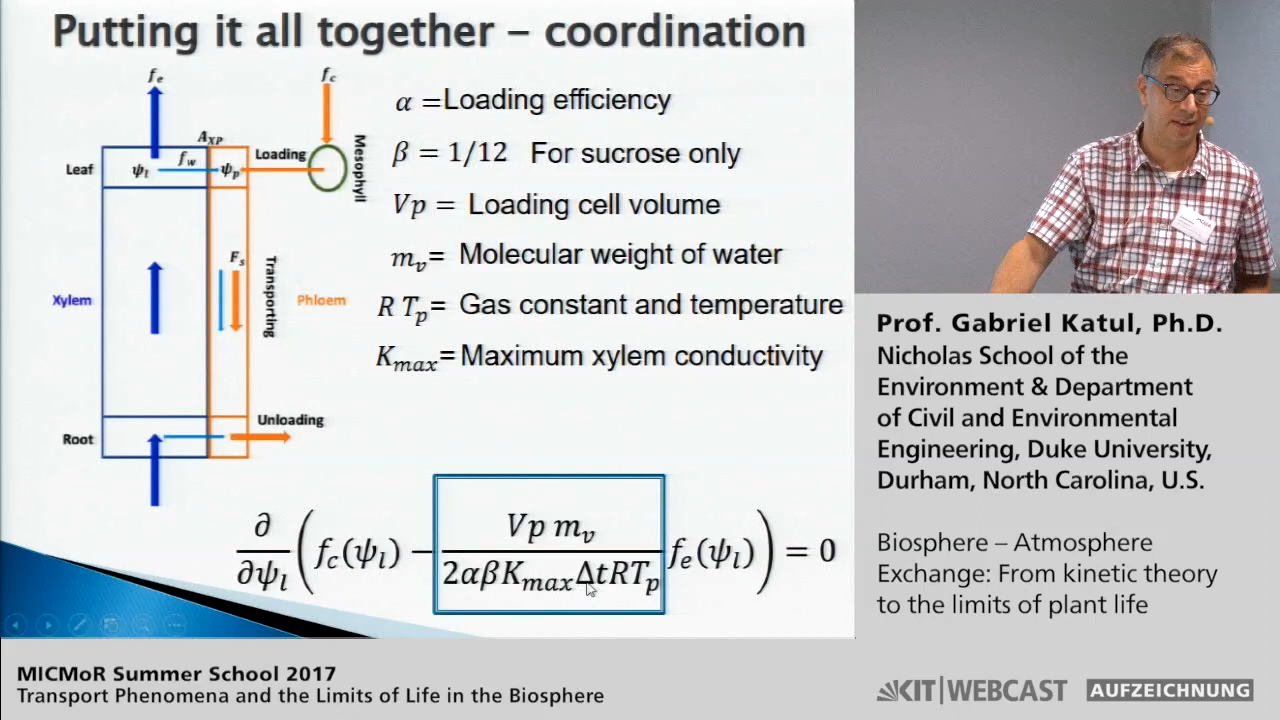 Putting it all together – coordination
fₑ
f_c
A_XP
Leaf
ψ_l
f_w
ψ_p
Loading
Mesophyll
Xylem
F_s
Transporting
Phloem
Root
Unloading
α =Loading efficiency
β = 1/12 For sucrose only
Vp = Loading cell volume
m_v= Molecular weight of water
R T_p= Gas constant and temperature
K_max= Maximum xylem conductivity
∂/∂ψ_l (f_c(ψ_l) − Vp m_v / 2αβK_maxΔtRT_p fₑ(ψ_l)) = 0
Prof. Gabriel Katul, Ph.D.
Nicholas School of the
Environment & Department
of Civil and Environmental
Engineering, Duke University,
Durham, North Carolina, U.S.
Biosphere – Atmosphere
Exchange: From kinetic theory
to the limits of plant life
MICMoR Summer School 2017
Transport Phenomena and the Limits of Life in the Biosphere
KIT|WEBCAST AUFZEICHNUNG